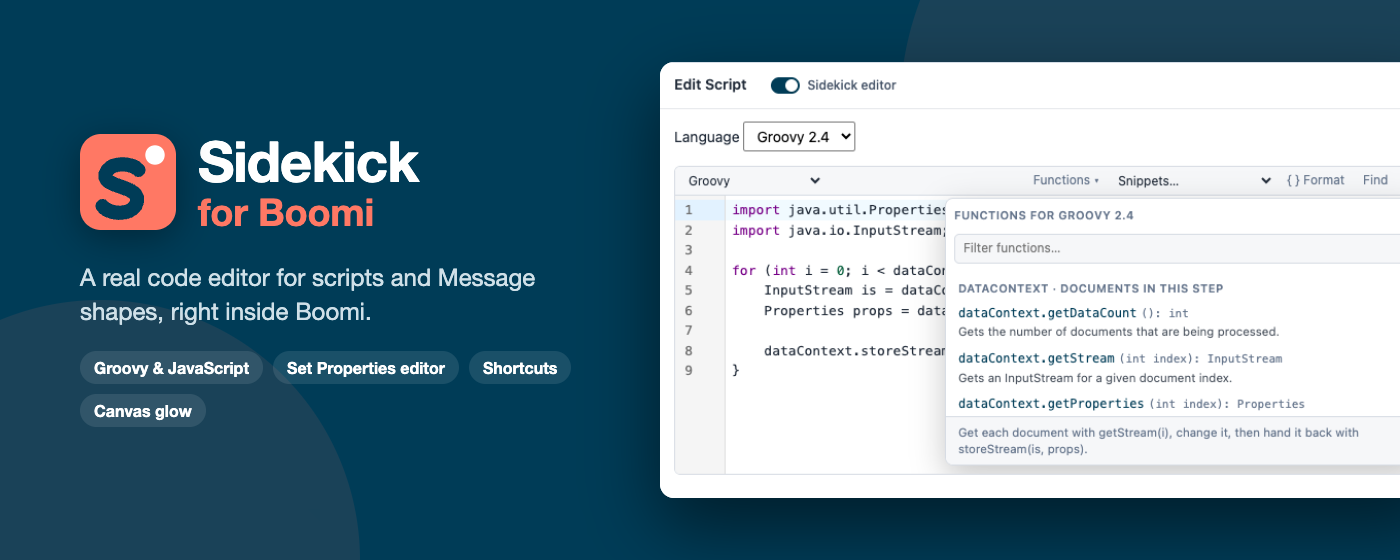 S
Sidekick
for Boomi
A real code editor for scripts and Message
shapes, right inside Boomi.
Groovy & JavaScript
Set Properties editor
Shortcuts
Canvas glow
Edit Script
Sidekick editor
Language
Groovy 2.4
Groovy
Functions
Snippets...
{ } Format
Find
1 import java.util.Properties
2 import java.io.InputStream;
3
4 for (int i = 0; i < dataCon
5 InputStream is = dataCo
6 Properties props = data
7
8 dataContext.storeStream
9 }
FUNCTIONS FOR GROOVY 2.4
Filter functions...
DATACONTEXT · DOCUMENTS IN THIS STEP
dataContext.getDataCount (): int
Gets the number of documents that are being processed.
dataContext.getStream (int index): InputStream
Gets an InputStream for a given document index.
dataContext.getProperties (int index): Properties
Get each document with getStream(i), change it, then hand it back with
storeStream(is, props).